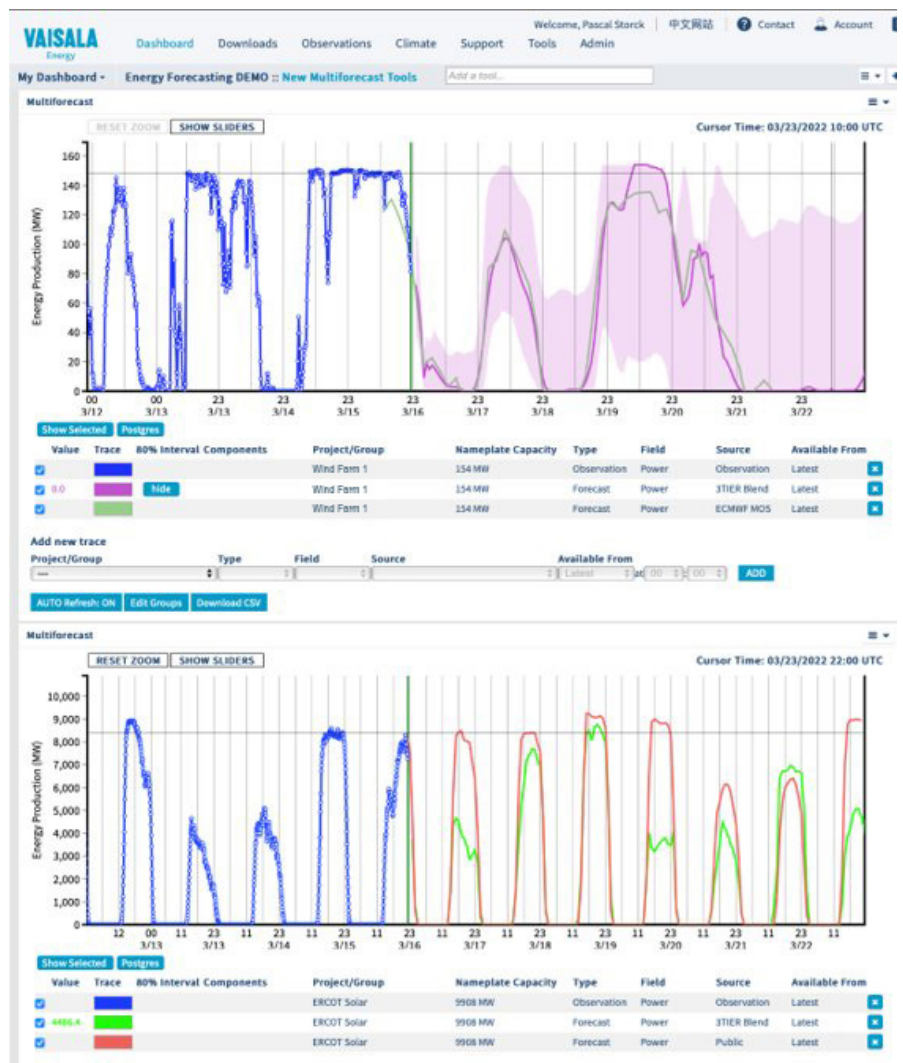 Welcome, Pascal Storck 中文网站 ? Contact Account
VAISALA
Energy
Dashboard Downloads Observations Climate Support Tools Admin
My Dashboard Energy Forecasting DEMO :: New Multiforecast Tools Add a tool...
Multiforecast
RESET ZOOM SHOW SLIDERS Cursor Time: 03/23/2022 10:00 UTC
160
140
120
100
80
60
40
20
0
Energy Production (MW)
00 00 23 23 23 23 23 23 23 23 23 23
3/12 3/13 3/13 3/14 3/15 3/16 3/17 3/18 3/19 3/20 3/21 3/22
Show Selected Postgres
Value Trace 80% Interval Components Project/Group Nameplate Capacity Type Field Source Available From
Wind Farm 1 154 MW Observation Power Observation Latest
0.0 hide Wind Farm 1 154 MW Forecast Power 3TIER Blend Latest
Wind Farm 1 154 MW Forecast Power ECMWF MOS Latest
Add new trace
Project/Group Type Field Source Available From
--- Latest at 00 : 00 ADD
AUTO Refresh: ON Edit Groups Download CSV
Multiforecast
RESET ZOOM SHOW SLIDERS Cursor Time: 03/23/2022 22:00 UTC
10,000
9,000
8,000
7,000
6,000
5,000
4,000
3,000
2,000
1,000
0
Energy Production (MW)
12 00 11 23 11 23 11 23 11 23 11 23 11 23 11 23 11 23 11 23 11 23 11
3/13 3/13 3/14 3/15 3/16 3/17 3/18 3/19 3/20 3/21 3/22
Show Selected Postgres
Value Trace 80% Interval Components Project/Group Nameplate Capacity Type Field Source Available From
ERCOT Solar 9908 MW Observation Power Observation Latest
4486.4 ERCOT Solar 9908 MW Forecast Power 3TIER Blend Latest
ERCOT Solar 9908 MW Forecast Power Public Latest